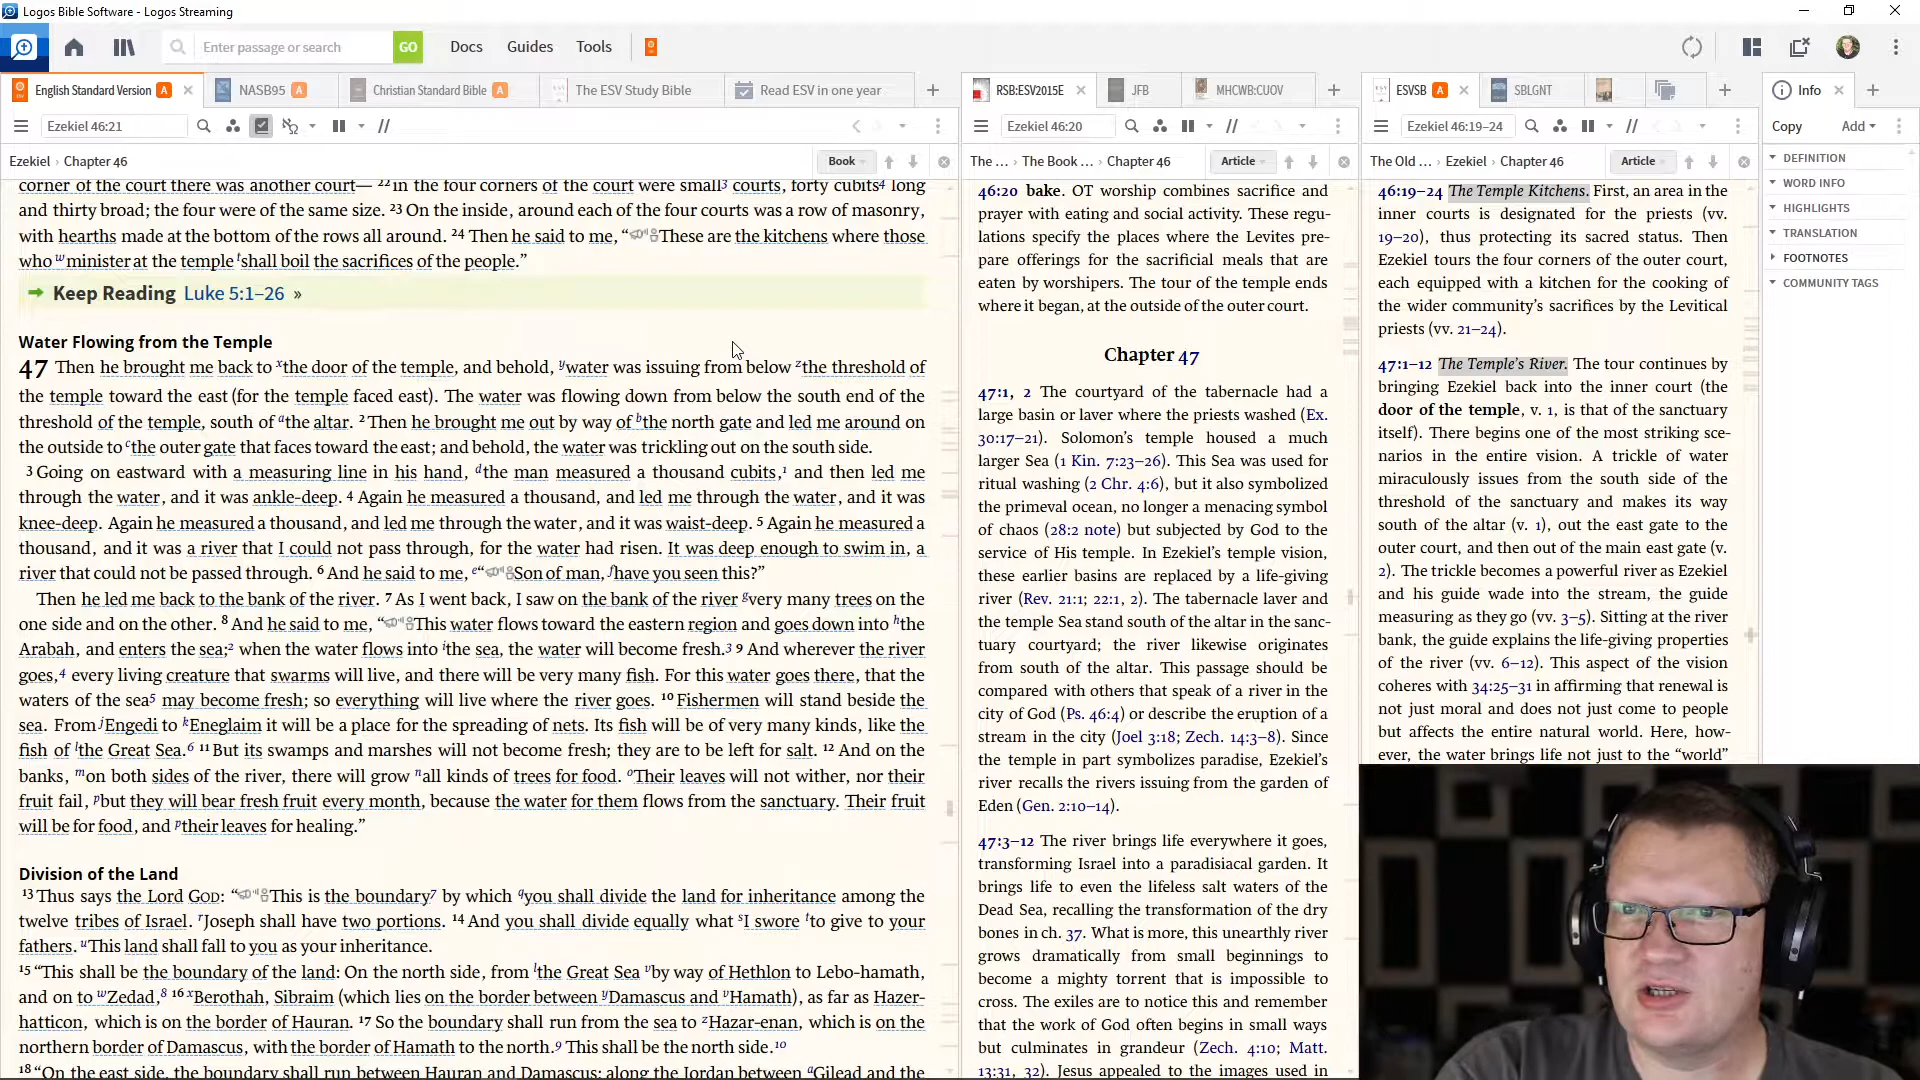 Logos Bible Software - Logos Streaming
Enter passage or search
GO
Docs
Guides
Tools
English Standard Version A
NASB95 A
Christian Standard Bible A
The ESV Study Bible
Read ESV in one year
Ezekiel 46:21
Ezekiel › Chapter 46
Book
corner of the court there was another court— 22 in the four corners of the court were small3 courts, forty cubits4 long
and thirty broad; the four were of the same size. 23 On the inside, around each of the four courts was a row of masonry,
with hearths made at the bottom of the rows all around. 24 Then he said to me, “These are the kitchens where those
who w minister at the temple t shall boil the sacrifices of the people.”
Keep Reading Luke 5:1–26 »
Water Flowing from the Temple
47 Then he brought me back to x the door of the temple, and behold, y water was issuing from below z the threshold of
the temple toward the east (for the temple faced east). The water was flowing down from below the south end of the
threshold of the temple, south of a the altar. 2 Then he brought me out by way of b the north gate and led me around on
the outside to c the outer gate that faces toward the east; and behold, the water was trickling out on the south side.
3 Going on eastward with a measuring line in his hand, d the man measured a thousand cubits,1 and then led me
through the water, and it was ankle-deep. 4 Again he measured a thousand, and led me through the water, and it was
knee-deep. Again he measured a thousand, and led me through the water, and it was waist-deep. 5 Again he measured a
thousand, and it was a river that I could not pass through, for the water had risen. It was deep enough to swim in, a
river that could not be passed through. 6 And he said to me, e “Son of man, f have you seen this?”
Then he led me back to the bank of the river. 7 As I went back, I saw on the bank of the river g very many trees on the
one side and on the other. 8 And he said to me, “This water flows toward the eastern region and goes down into h the
Arabah, and enters the sea;2 when the water flows into i the sea, the water will become fresh.3 9 And wherever the river
goes,4 every living creature that swarms will live, and there will be very many fish. For this water goes there, that the
waters of the sea5 may become fresh; so everything will live where the river goes. 10 Fishermen will stand beside the
sea. From j Engedi to k Eneglaim it will be a place for the spreading of nets. Its fish will be of very many kinds, like the
fish of l the Great Sea.6 11 But its swamps and marshes will not become fresh; they are to be left for salt. 12 And on the
banks, m on both sides of the river, there will grow n all kinds of trees for food. o Their leaves will not wither, nor their
fruit fail, p but they will bear fresh fruit every month, because the water for them flows from the sanctuary. Their fruit
will be for food, and p their leaves for healing.”
Division of the Land
13 Thus says the Lord GOD: “This is the boundary7 by which q you shall divide the land for inheritance among the
twelve tribes of Israel. r Joseph shall have two portions. 14 And you shall divide equally what s I swore t to give to your
fathers. u This land shall fall to you as your inheritance.
15 “This shall be the boundary of the land: On the north side, from l the Great Sea v by way of Hethlon to Lebo-hamath,
and on to w Zedad,8 16 x Berothah, Sibraim (which lies on the border between y Damascus and v Hamath), as far as Hazer-
hatticon, which is on the border of Hauran. 17 So the boundary shall run from the sea to z Hazar-enan, which is on the
northern border of Damascus, with the border of Hamath to the north.9 This shall be the north side.10
18 “On the east side, the boundary shall run between Hauran and Damascus; along the Jordan between a Gilead and the
RSB:ESV2015E
JFB
MHCWB:CUOV
Ezekiel 46:20
The ... › The Book ... › Chapter 46
Article
46:20 bake. OT worship combines sacrifice and
prayer with eating and social activity. These regu-
lations specify the places where the Levites pre-
pare offerings for the sacrificial meals that are
eaten by worshipers. The tour of the temple ends
where it began, at the outside of the outer court.
Chapter 47
47:1, 2 The courtyard of the tabernacle had a
large basin or laver where the priests washed (Ex.
30:17–21). Solomon’s temple housed a much
larger Sea (1 Kin. 7:23–26). This Sea was used for
ritual washing (2 Chr. 4:6), but it also symbolized
the primeval ocean, no longer a menacing symbol
of chaos (28:2 note) but subjected by God to the
service of His temple. In Ezekiel’s temple vision,
these earlier basins are replaced by a life-giving
river (Rev. 21:1; 22:1, 2). The tabernacle laver and
the temple Sea stand south of the altar in the sanc-
tuary courtyard; the river likewise originates
from south of the altar. This passage should be
compared with others that speak of a river in the
city of God (Ps. 46:4) or describe the eruption of a
stream in the city (Joel 3:18; Zech. 14:3–8). Since
the temple in part symbolizes paradise, Ezekiel’s
river recalls the rivers issuing from the garden of
Eden (Gen. 2:10–14).
47:3–12 The river brings life everywhere it goes,
transforming Israel into a paradisiacal garden. It
brings life to even the lifeless salt waters of the
Dead Sea, recalling the transformation of the dry
bones in ch. 37. What is more, this unearthly river
grows dramatically from small beginnings to
become a mighty torrent that is impossible to
cross. The exiles are to notice this and remember
that the work of God often begins in small ways
but culminates in grandeur (Zech. 4:10; Matt.
13:31, 32). Jesus appealed to the images used in
ESVSB A
SBLGNT
Ezekiel 46:19–24
The Old ... › Ezekiel › Chapter 46
Article
46:19–24 The Temple Kitchens. First, an area in the
inner courts is designated for the priests (vv.
19–20), thus protecting its sacred status. Then
Ezekiel tours the four corners of the outer court,
each equipped with a kitchen for the cooking of
the wider community’s sacrifices by the Levitical
priests (vv. 21–24).
47:1–12 The Temple’s River. The tour continues by
bringing Ezekiel back into the inner court (the
door of the temple, v. 1, is that of the sanctuary
itself). There begins one of the most striking sce-
narios in the entire vision. A trickle of water
miraculously issues from the south side of the
threshold of the sanctuary and makes its way
south of the altar (v. 1), out the east gate to the
outer court, and then out of the main east gate (v.
2). The trickle becomes a powerful river as Ezekiel
and his guide wade into the stream, the guide
measuring as they go (vv. 3–5). Sitting at the river
bank, the guide explains the life-giving properties
of the river (vv. 6–12). This aspect of the vision
coheres with 34:25–31 in affirming that renewal is
not just moral and does not just come to people
but affects the entire natural world. Here, how-
ever, the water brings life not just to the “world”
Info
Copy
Add
DEFINITION
WORD INFO
HIGHLIGHTS
TRANSLATION
FOOTNOTES
COMMUNITY TAGS